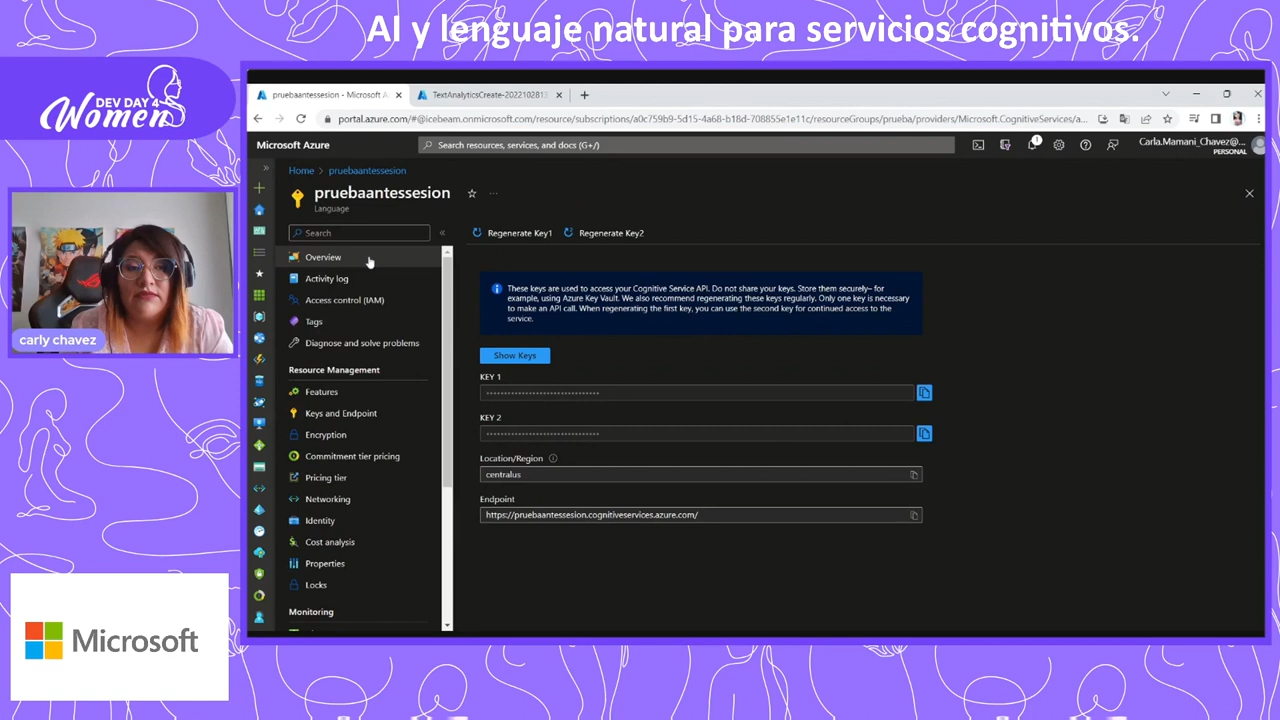 AI y lenguaje natural para servicios cognitivos.
DEV DAY 4
Women
carly chavez
Microsoft
pruebaantessesion - Microsoft A
TextAnalyticsCreate-2022102813
portal.azure.com/#@icebeam.onmicrosoft.com/resource/subscriptions/a0c759b9-5d15-4a68-b18d-708855e1e11c/resourceGroups/prueba/providers/Microsoft.CognitiveServices/a...
Microsoft Azure
Search resources, services, and docs (G+/)
1
Carla.Mamani_Chavez@...
PERSONAL
Home > pruebaantessesion
pruebaantessesion
Language
Search
Overview
Activity log
Access control (IAM)
Tags
Diagnose and solve problems
Resource Management
Features
Keys and Endpoint
Encryption
Commitment tier pricing
Pricing tier
Networking
Identity
Cost analysis
Properties
Locks
Monitoring
Regenerate Key1 Regenerate Key2
These keys are used to access your Cognitive Service API. Do not share your keys. Store them securely– for
example, using Azure Key Vault. We also recommend regenerating these keys regularly. Only one key is necessary
to make an API call. When regenerating the first key, you can use the second key for continued access to the
service.
Show Keys
KEY 1
KEY 2
Location/Region
centralus
Endpoint
https://pruebaantessesion.cognitiveservices.azure.com/